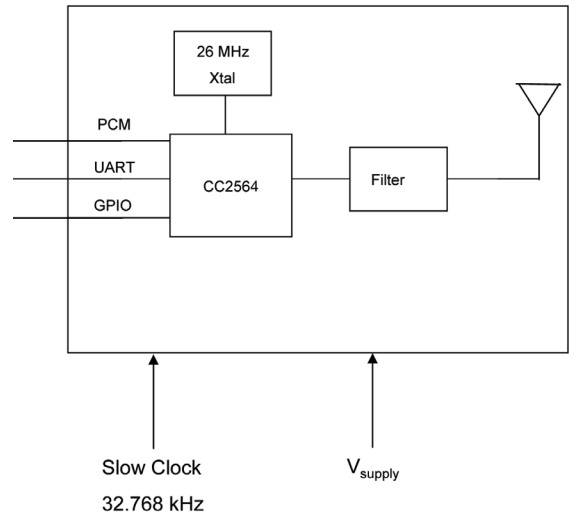 26 MHz
Xtal
PCM
UART
GPIO
CC2564
Filter
Slow Clock
32.768 kHz
Vsupply